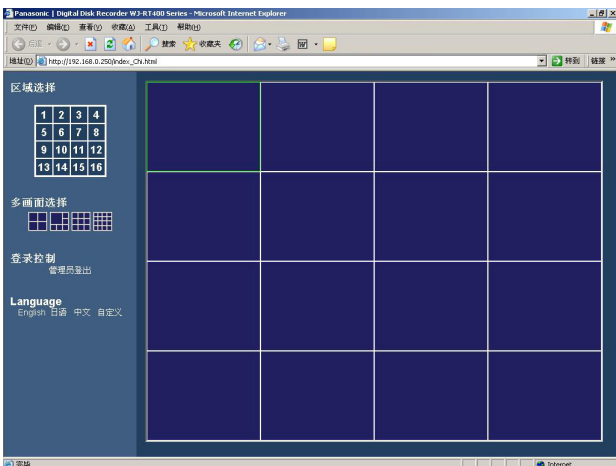 Panasonic | Digital Disk Recorder WJ-RT400 Series - Microsoft Internet Explorer
文件(F) 编辑(E) 查看(V) 收藏(A) 工具(T) 帮助(H)
后退 搜索 收藏夹
地址(D) http://192.168.0.250/index_Chi.html 转到 链接 »
区域选择
1 2 3 4
5 6 7 8
9 10 11 12
13 14 15 16
多画面选择
登录控制
管理员登出
Language
English 日语 中文 自定义
完毕 Internet